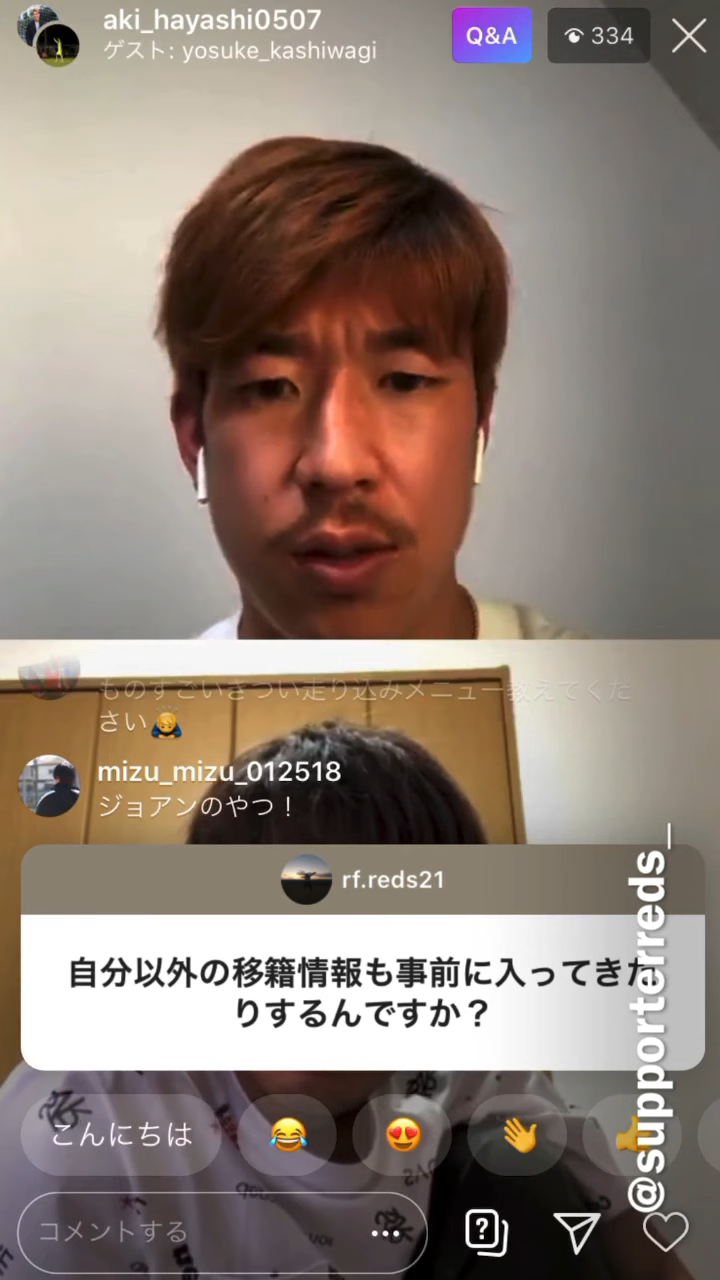 aki_hayashi0507
ゲスト: yosuke_kashiwagi
Q&A
334
ものすごいきつい走り込みメニュー教えてくだ
さい🙇
mizu_mizu_012518
ジョアンのやつ！
rf.reds21
自分以外の移籍情報も事前に入ってきた
りするんですか？
こんにちは
😂
😍
👋
コメントする
@supporterreds_